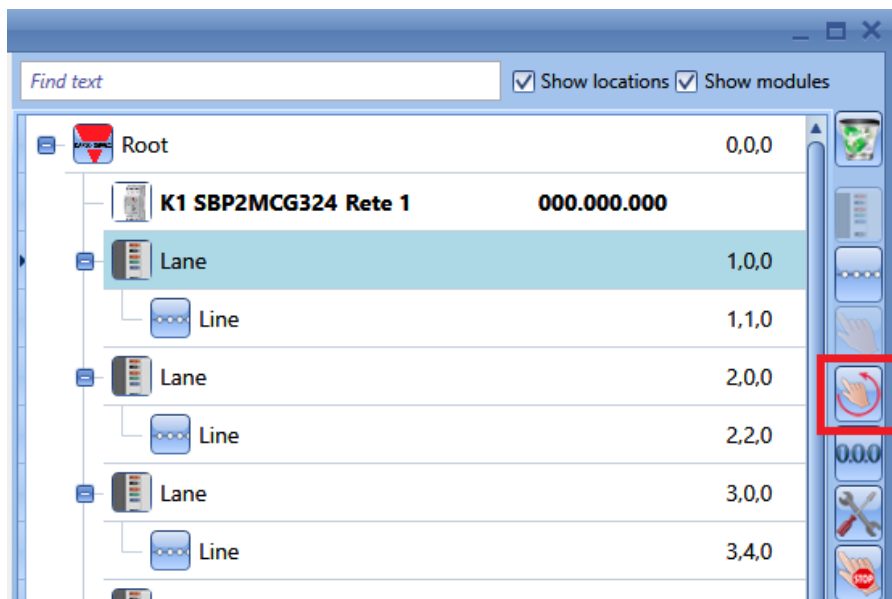 Find text
Show locations
Show modules
Root 0,0,0
K1 SBP2MCG324 Rete 1 000.000.000
Lane 1,0,0
Line 1,1,0
Lane 2,0,0
Line 2,2,0
0.0.0
Lane 3,0,0
Line 3,4,0
STOP